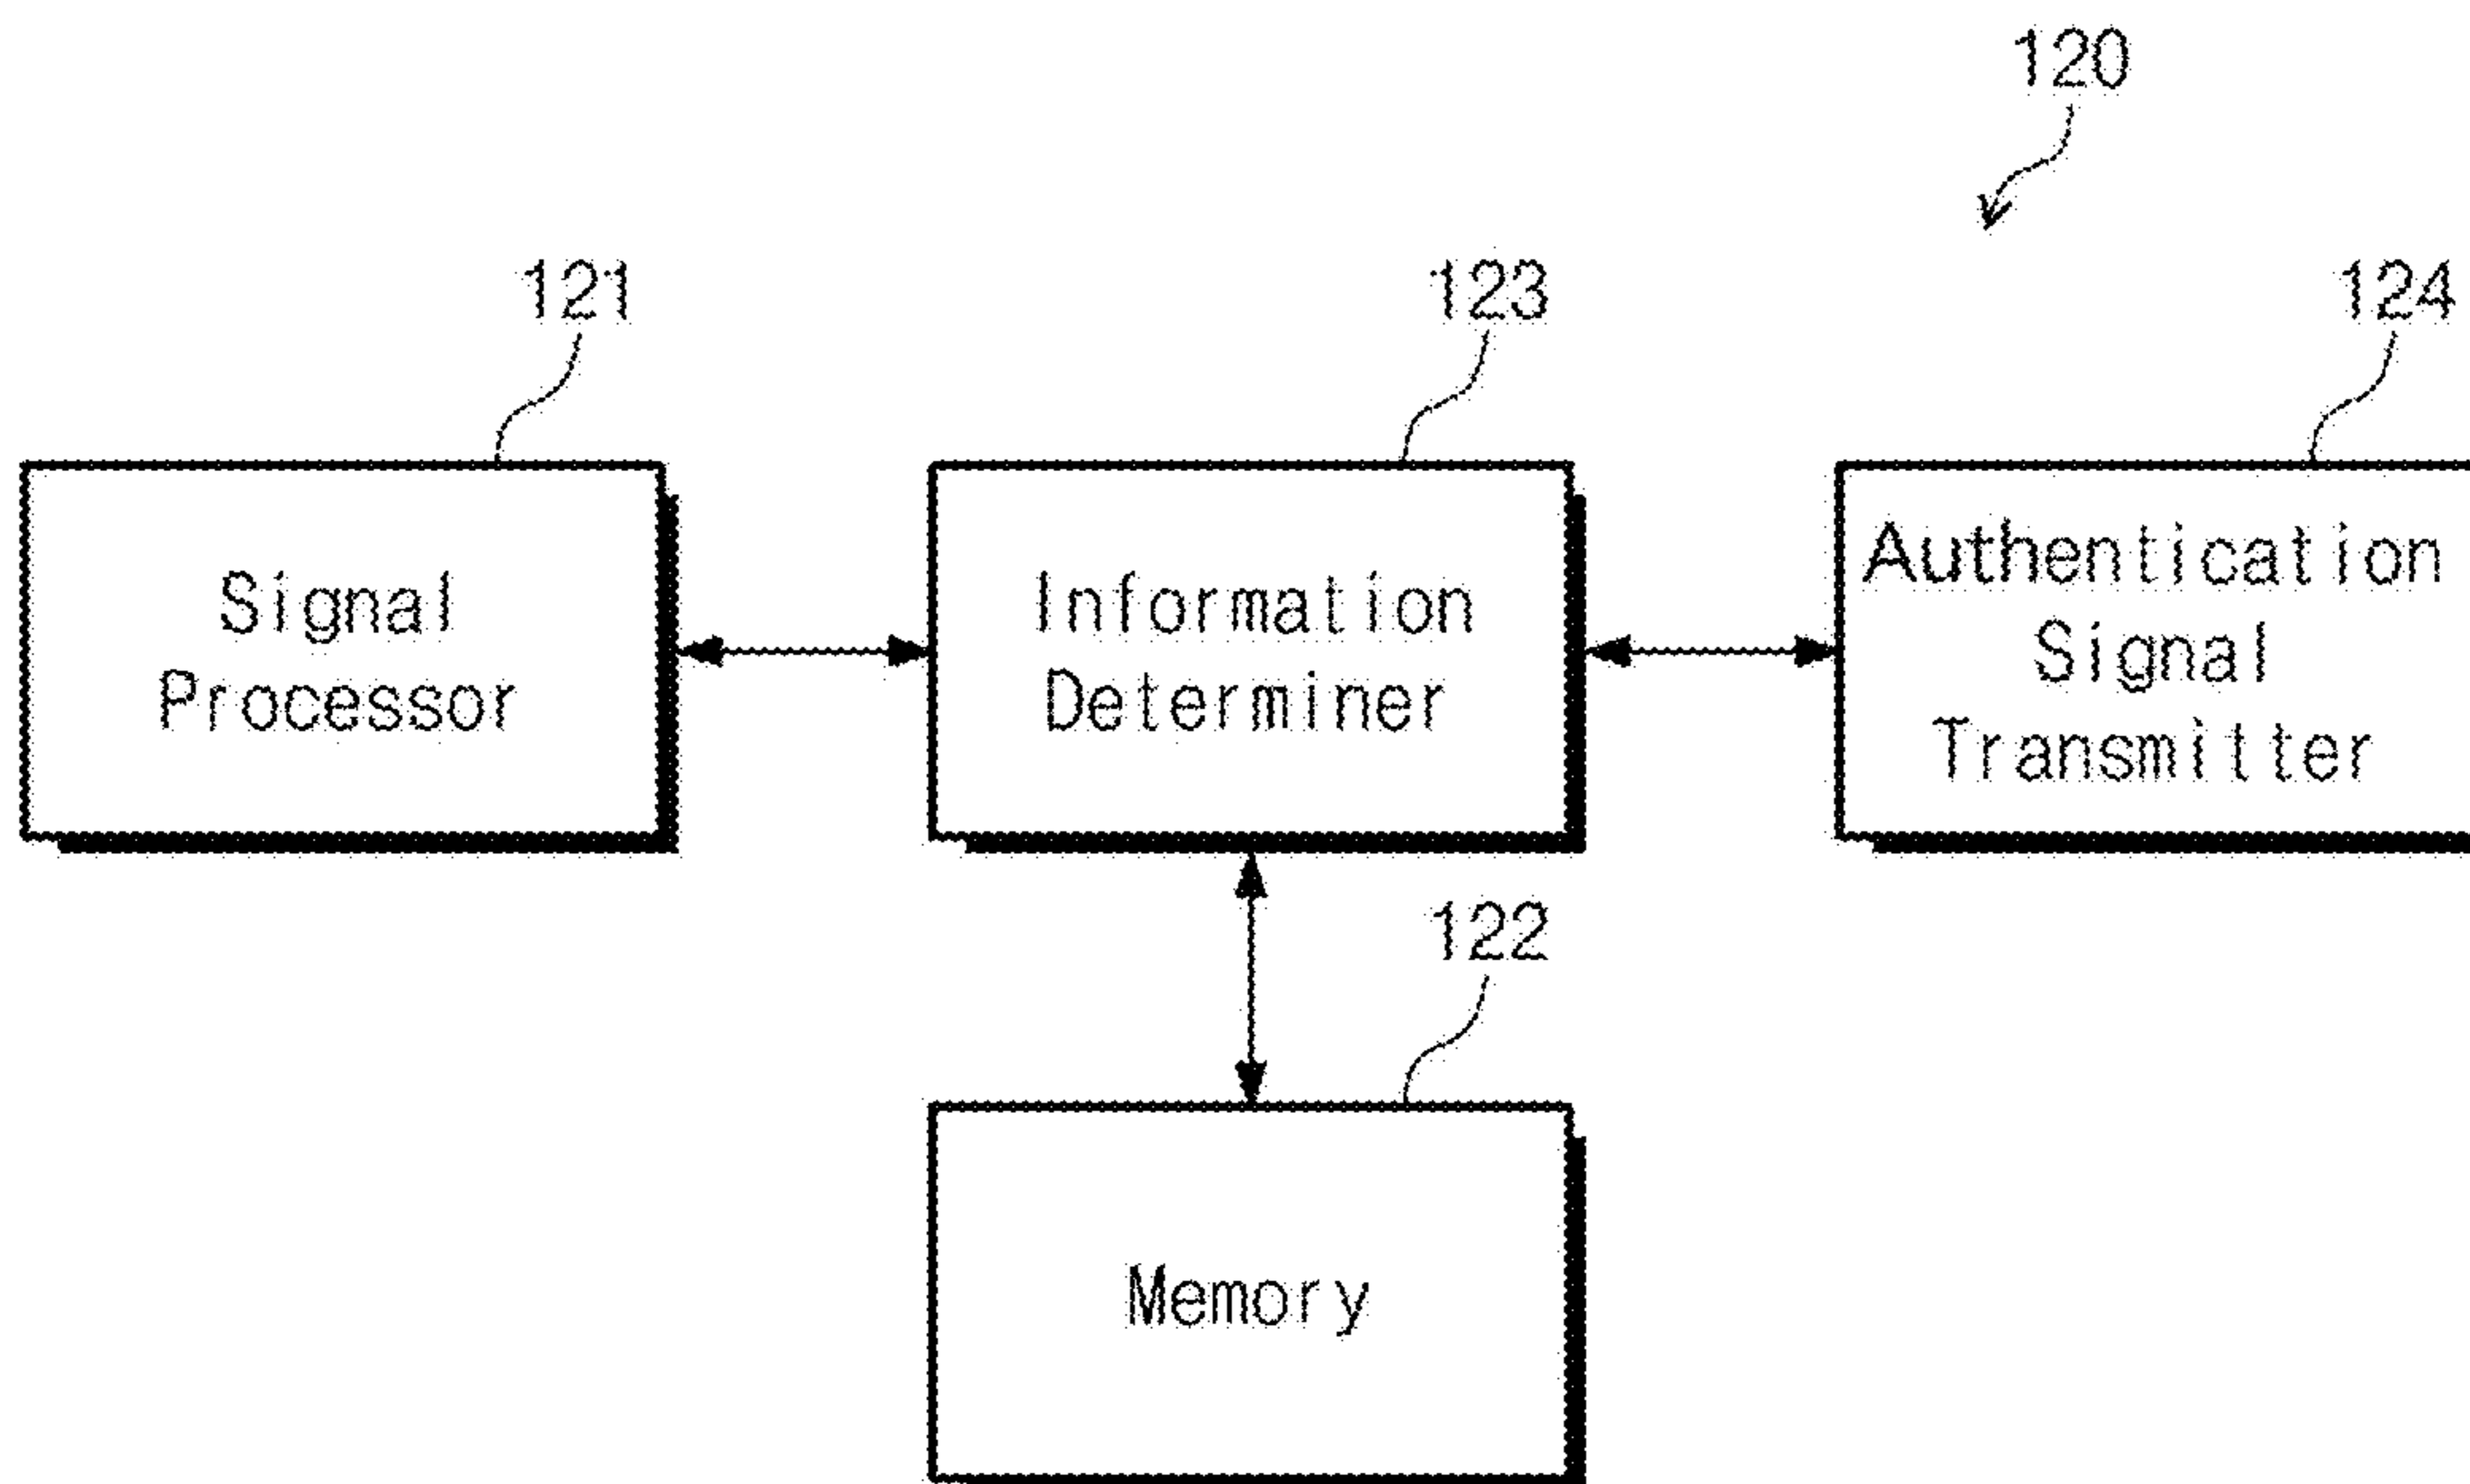 120
121
123
124
Signal
Processor
Information
Determiner
Authentication
Signal
Transmitter
122
Memory